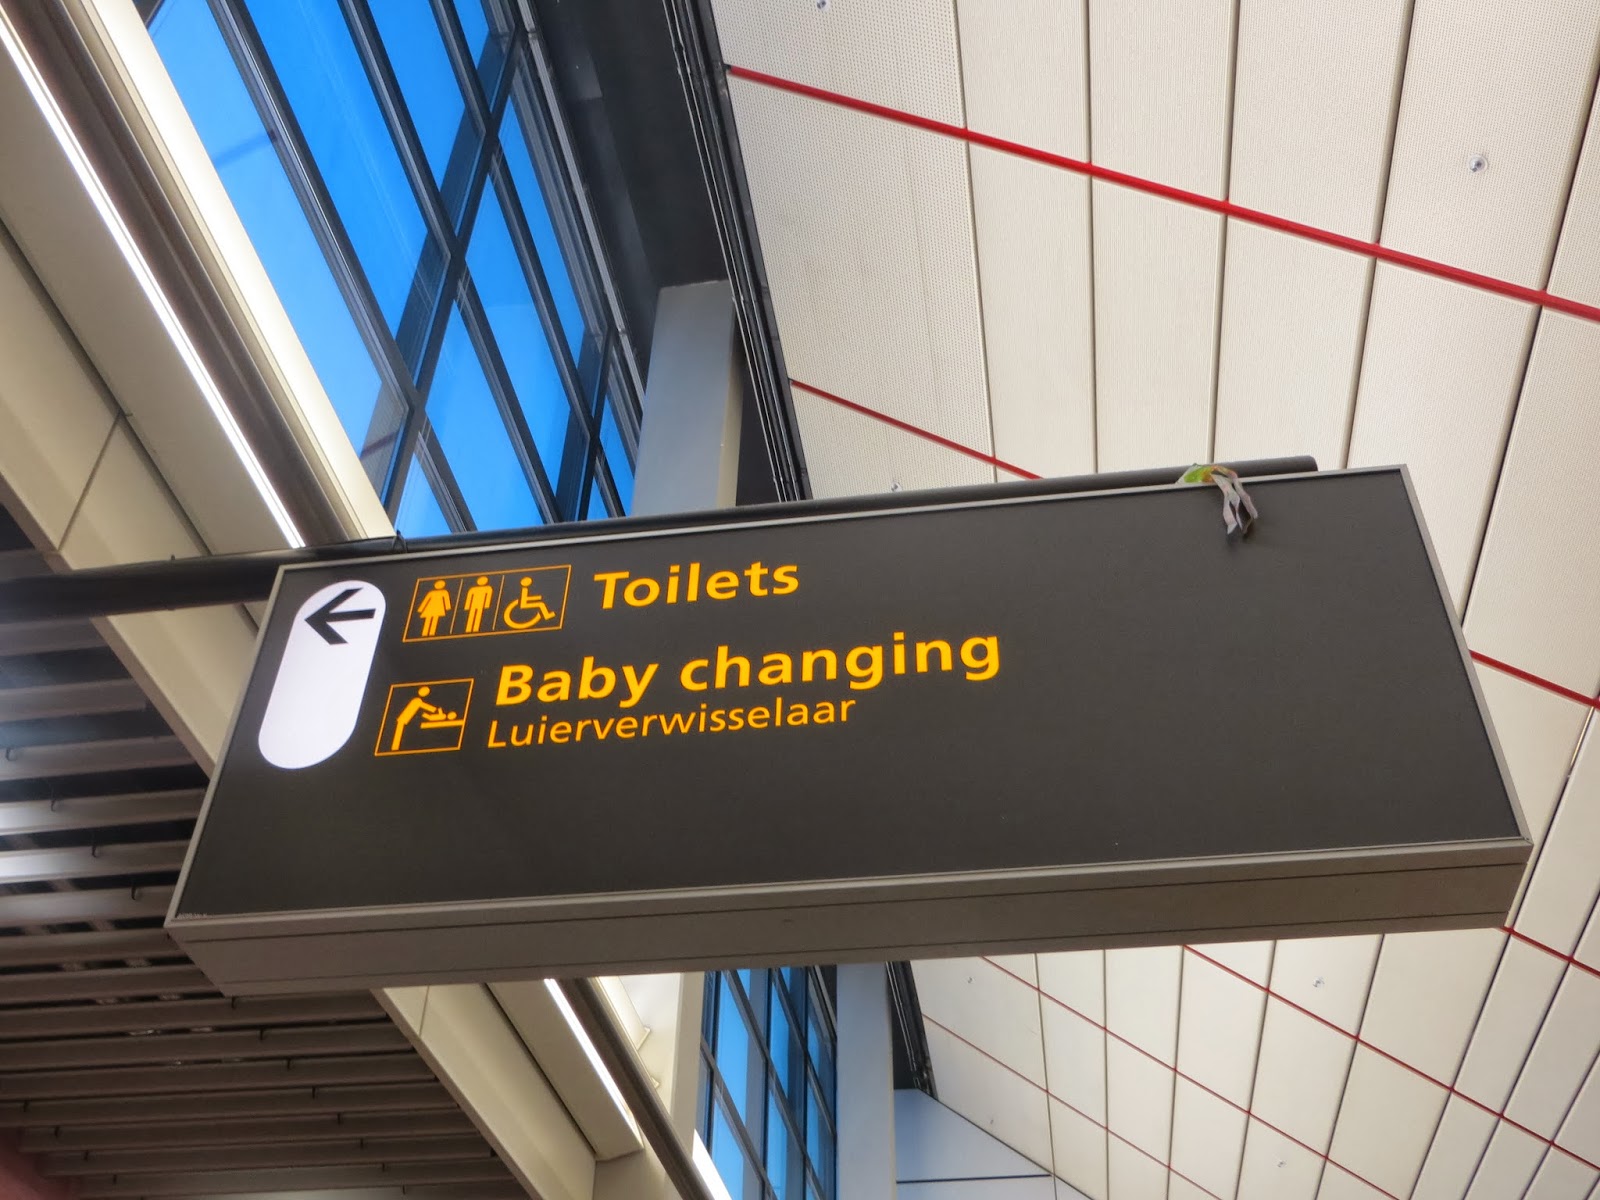 Toilets
Baby changing
Luierverwisselaar